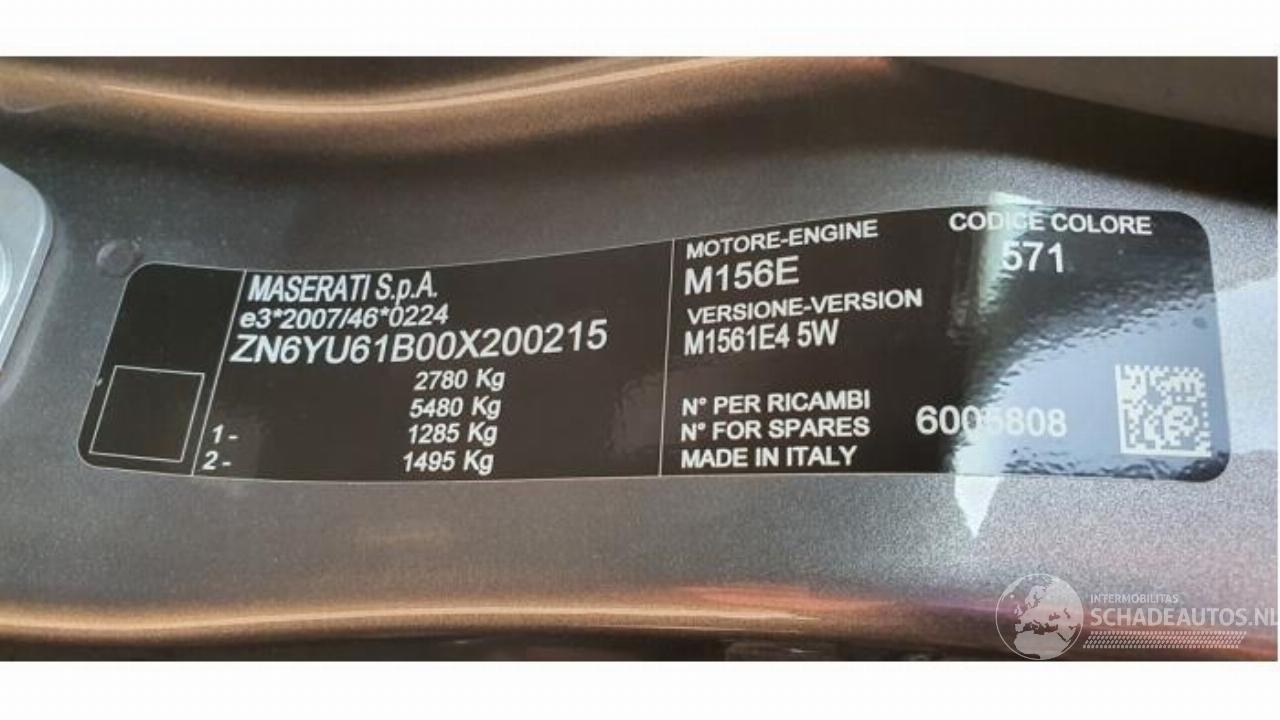 MASERATI S.p.A.
e3*2007/46*0224
ZN6YU61B00X200215
2780 Kg
5480 Kg
1- 1285 Kg
2- 1495 Kg
MOTORE-ENGINE
M156E
VERSIONE-VERSION
M1561E4 5W
CODICE COLORE
571
N° PER RICAMBI
N° FOR SPARES
6005808
MADE IN ITALY
INTERMOBILITAS
SCHADEAUTOS.NL